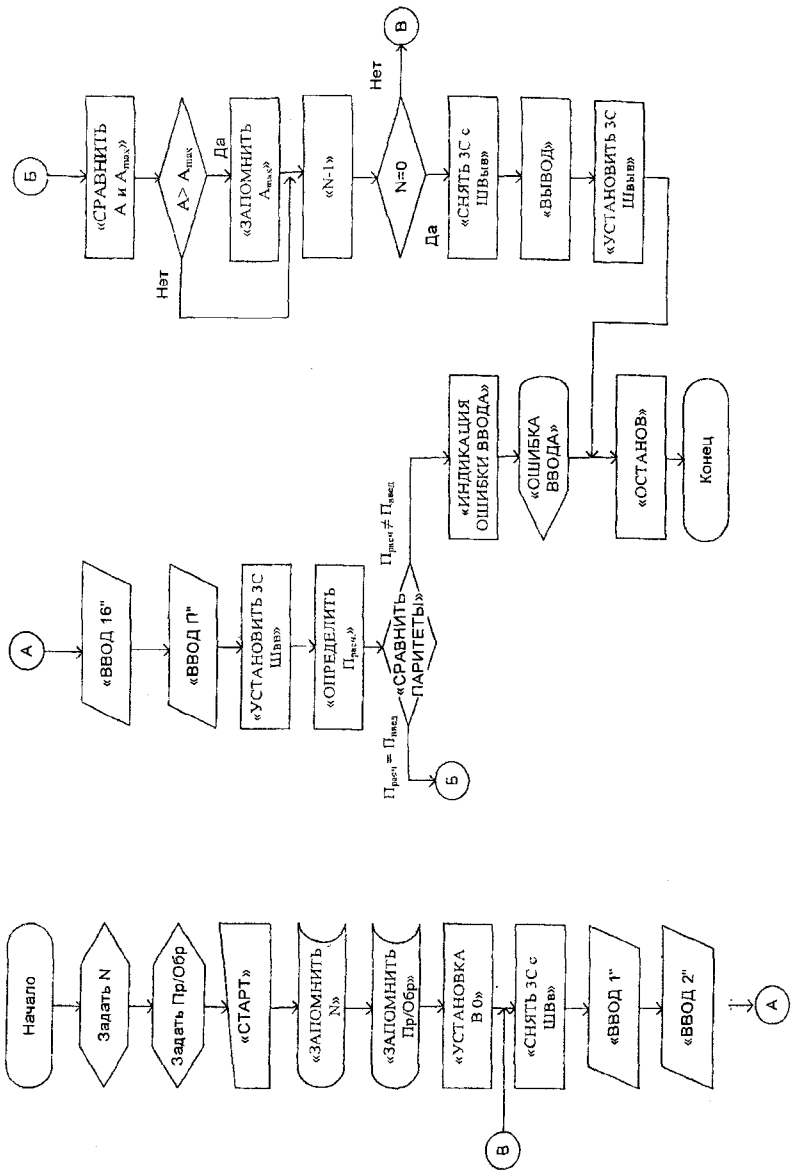 Начало
Задать N
Задать Пр/Обр
«СТАРТ»
«ЗАПОМНИТЬ
N»
«ЗАПОМНИТЬ
Пр/Обр»
«УСТАНОВКА
В 0»
В
«СНЯТЬ ЗС с
ШВв»
«ВВОД 1"
«ВВОД 2"
А
А
«ВВОД 16"
«ВВОД П"
«УСТАНОВИТЬ ЗС
Швв»
«ОПРЕДЕЛИТЬ
Прасч.»
«СРАВНИТЬ
ПАРИТЕТЫ»
Прасч = Пввед
Прасч ≠ Пввед
Б
«ИНДИКАЦИЯ
ОШИБКИ ВВОДА»
«ОШИБКА
ВВОДА»
«ОСТАНОВ»
Конец
Б
«СРАВНИТЬ
А и Amax»
A> Amax
Нет
Да
«ЗАПОМНИТЬ
Amax»
«N-1»
N=0
Нет
В
Да
«СНЯТЬ ЗС с
ШВыв»
«ВЫВОД»
«УСТАНОВИТЬ ЗС
Швыв»